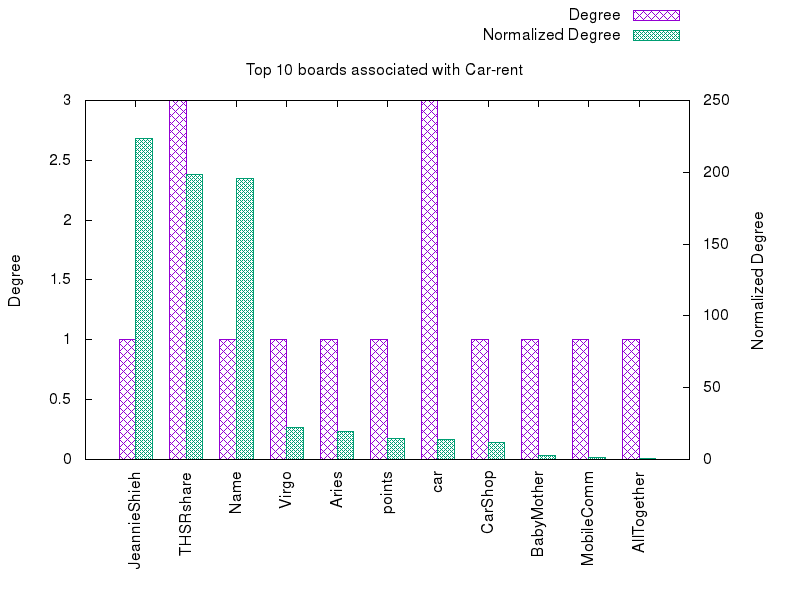 Degree
Normalized Degree
Top 10 boards associated with Car-rent
3
2.5
2
1.5
1
0.5
0
250
200
150
100
50
0
Degree
Normalized Degree
JeannieShieh
THSRshare
Name
Virgo
Aries
points
car
CarShop
BabyMother
MobileComm
AllTogether